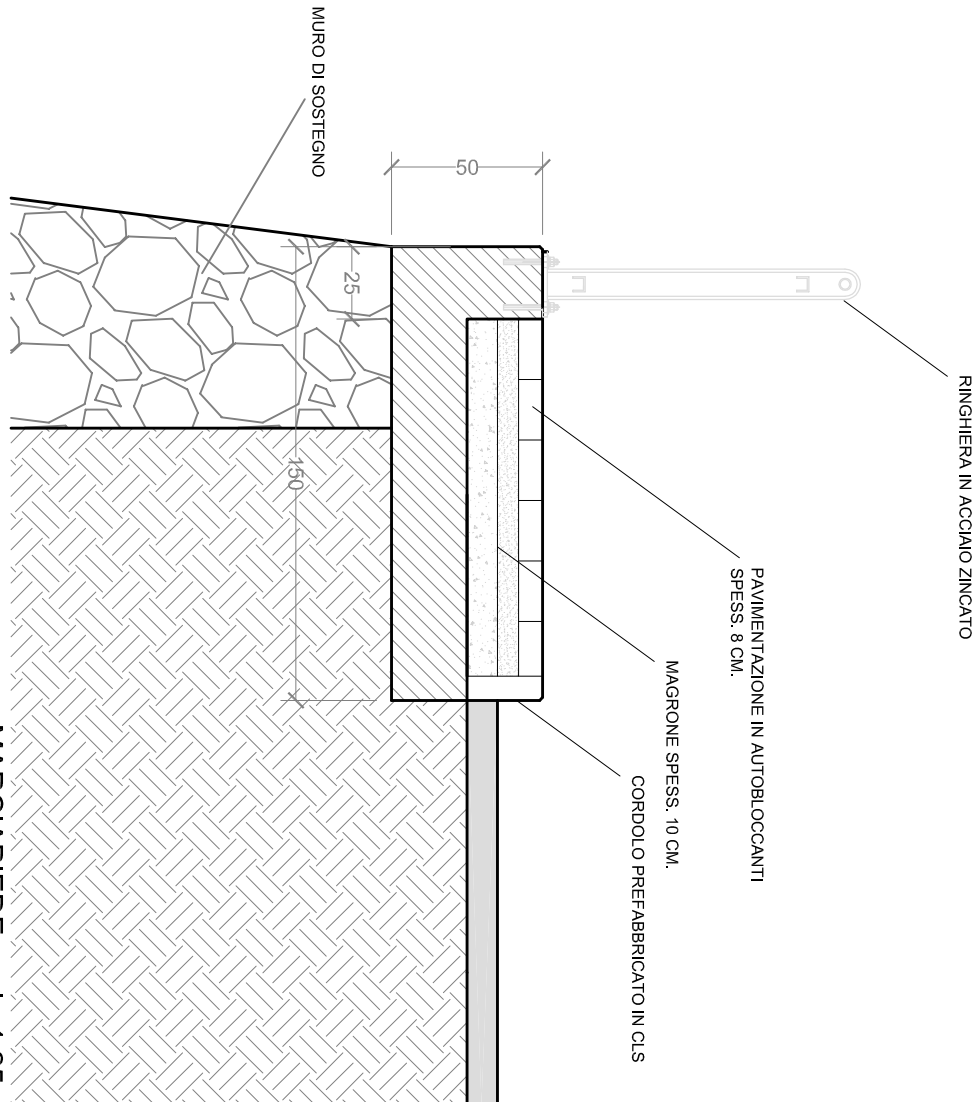 RINGHIERA IN ACCIAIO ZINCATO
PAVIMENTAZIONE IN AUTOBLOCCANTI
SPESS. 8 CM.
MAGRONE SPESS. 10 CM.
CORDOLO PREFABBRICATO IN CLS
50
25
150
MURO DI SOSTEGNO